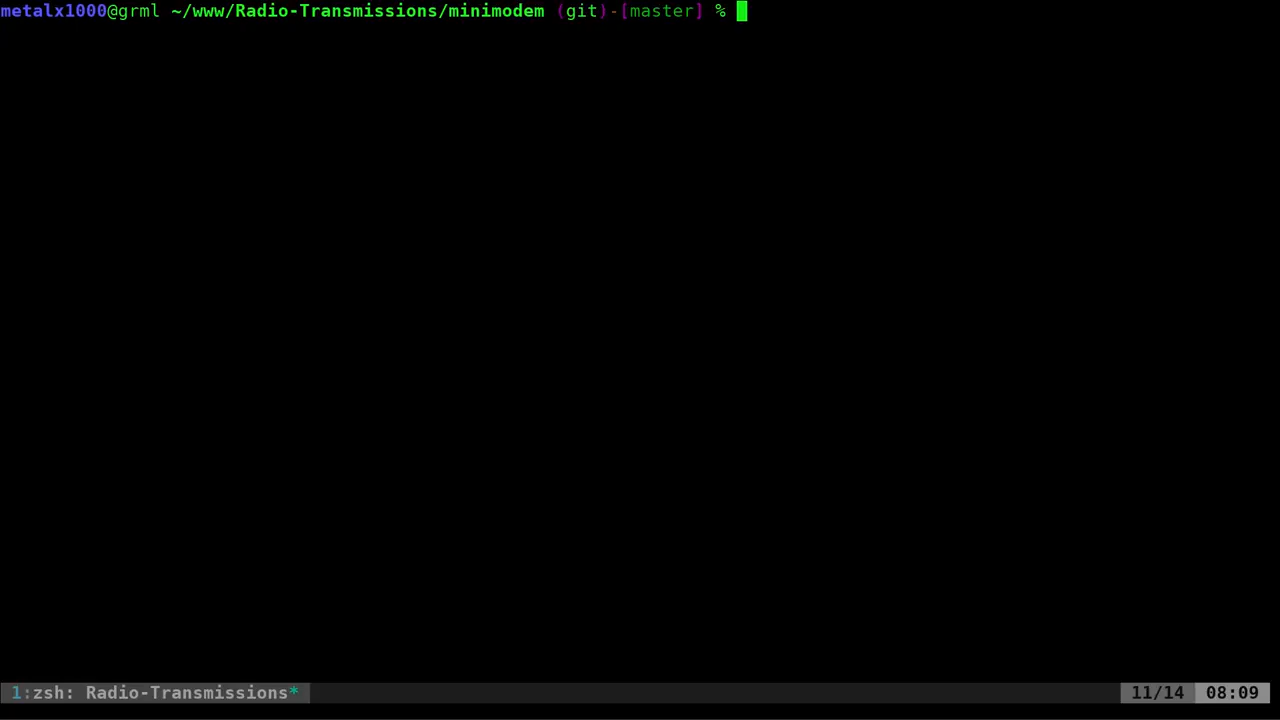 metalx1000@grml ~/www/Radio-Transmissions/minimodem (git)-[master] %
1:zsh: Radio-Transmissions* 11/14 08:09